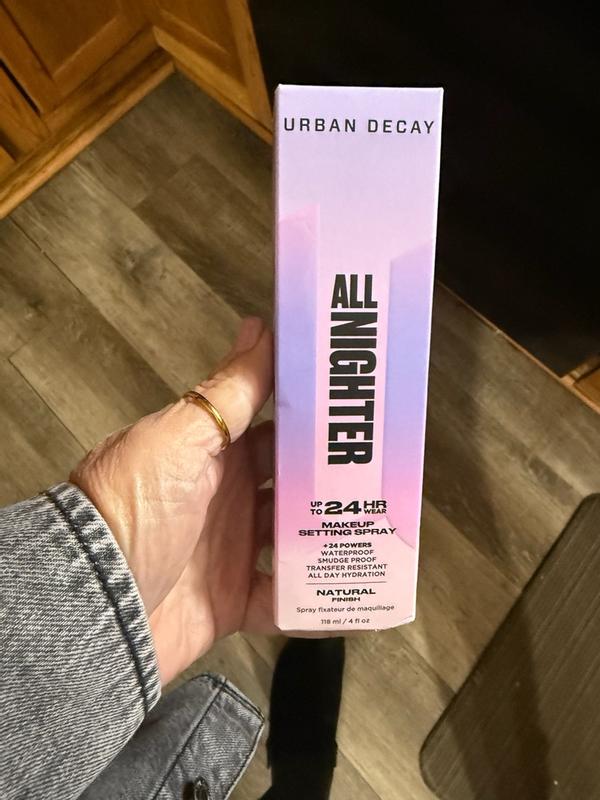 URBAN DECAY
ALL
NIGHTER
UP TO 24 HR WEAR
MAKEUP
SETTING SPRAY
+24 POWERS
WATERPROOF
SMUDGE PROOF
TRANSFER RESISTANT
ALL DAY HYDRATION
NATURAL
FINISH
Spray fixateur de maquillage
118 ml / 4 fl oz